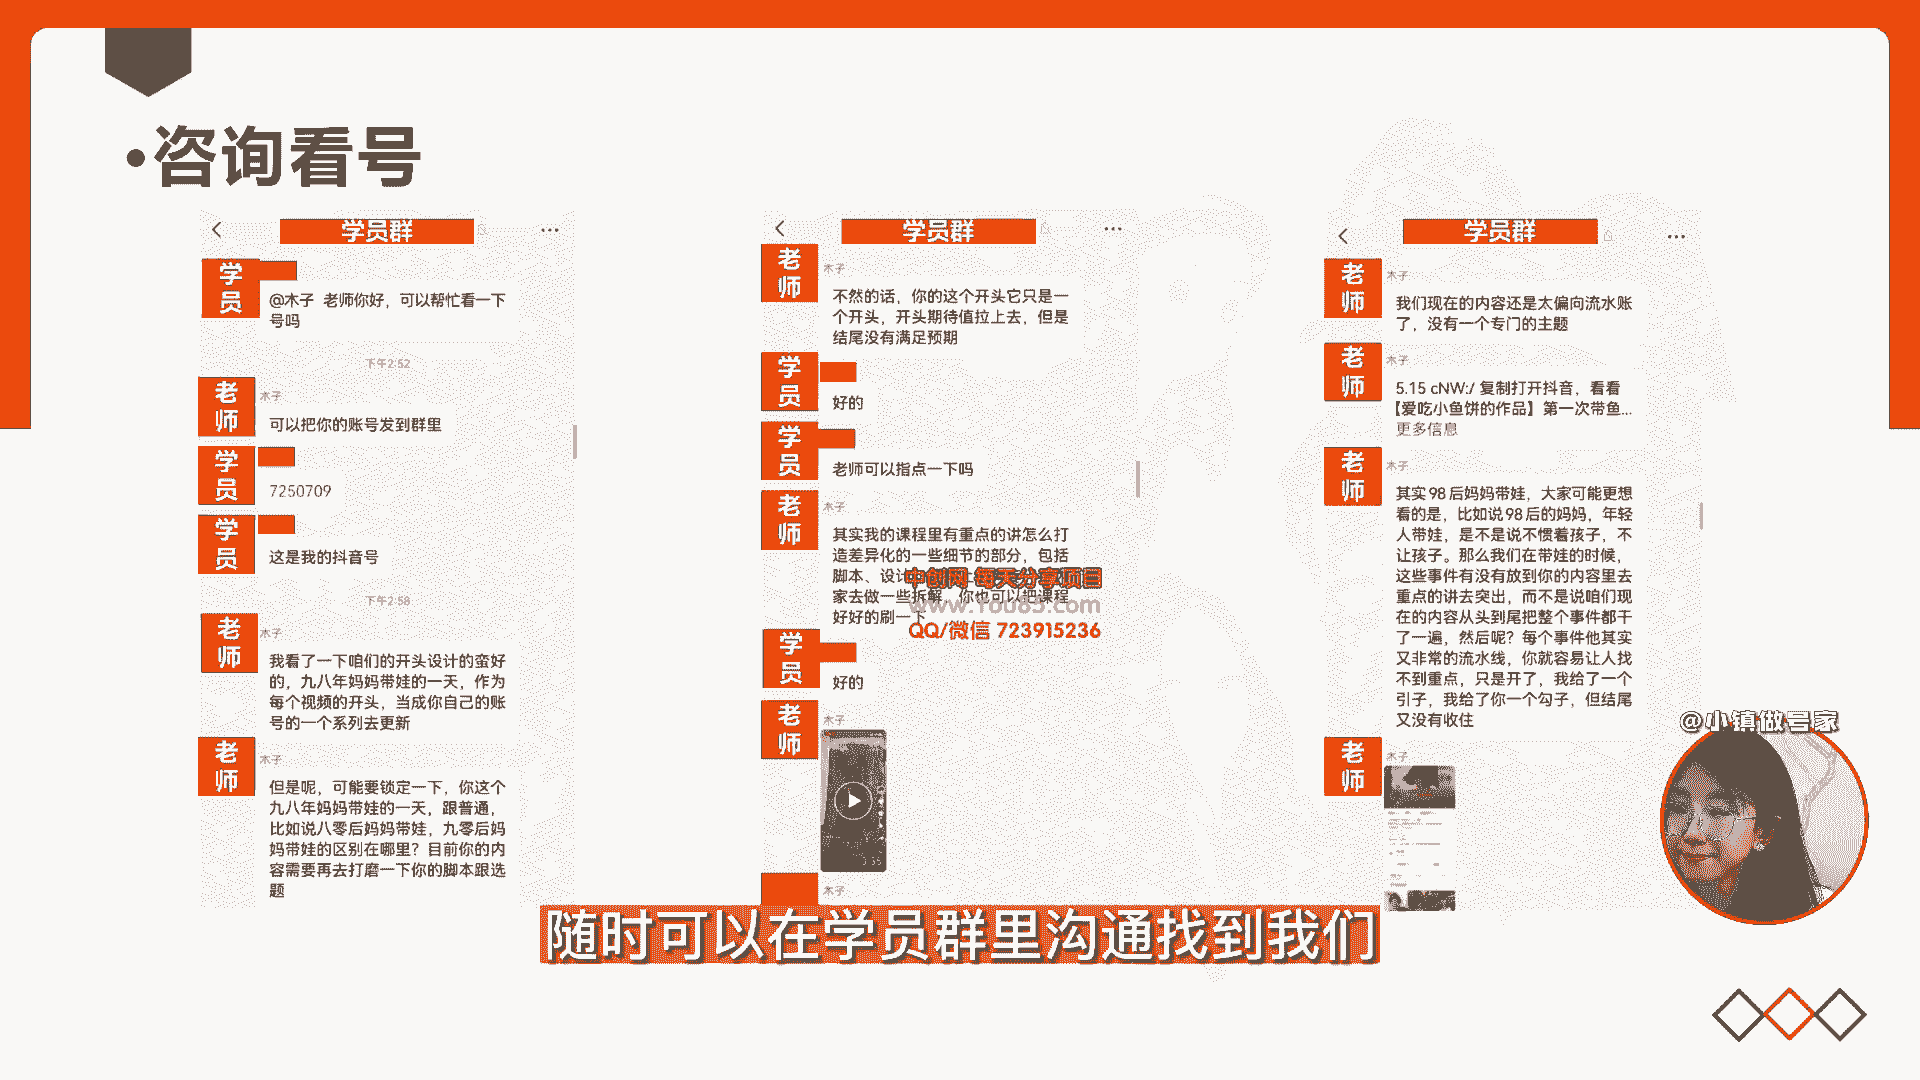 •咨询看号
学员群
学员
@木子 老师你好，可以帮忙看一下
号吗
下午2:52
老师
木子
可以把你的账号发到群里
学员
7250709
学员
这是我的抖音号
下午2:58
老师
木子
我看了一下咱们的开头设计的蛮好
的，九八年妈妈带娃的一天，作为
每个视频的开头，当成你自己的账
号的一个系列去更新
老师
木子
但是呢，可能要锁定一下，你这个
九八年妈妈带娃的一天，跟普通，
比如说八零后妈妈带娃，九零后妈
妈带娃的区别在哪里？目前你的内
容需要再去打磨一下你的脚本跟选
题
学员群
老师
木子
不然的话，你的这个开头它只是一
个开头，开头期待值拉上去，但是
结尾没有满足预期
学员
好的
学员
老师可以指点一下吗
老师
木子
其实我的课程里有重点的讲怎么打
造差异化的一些细节的部分，包括
脚本、设计
家去做一些拆解，你也可以把课程
好好的刷一下
中创网 每天分享项目
www.You85.com
QQ/微信 723915236
学员
好的
老师
木子
木子
学员群
老师
木子
我们现在的内容还是太偏向流水账
了，没有一个专门的主题
老师
木子
5.15 cNW:/ 复制打开抖音，看看
【爱吃小鱼饼的作品】第一次带鱼...
更多信息
老师
木子
其实98后妈妈带娃，大家可能更想
看的是，比如说98后的妈妈，年轻
人带娃，是不是说不惯着孩子，不
让孩子。那么我们在带娃的时候，
这些事件有没有放到你的内容里去
重点的讲去突出，而不是说咱们现
在的内容从头到尾把整个事件都干
了一遍，然后呢？每个事件他其实
又非常的流水线，你就容易让人找
不到重点，只是开了，我给了一个
引子，我给了你一个勾子，但结尾
又没有收住
老师
木子
@小镇做号家
随时可以在学员群里沟通找到我们